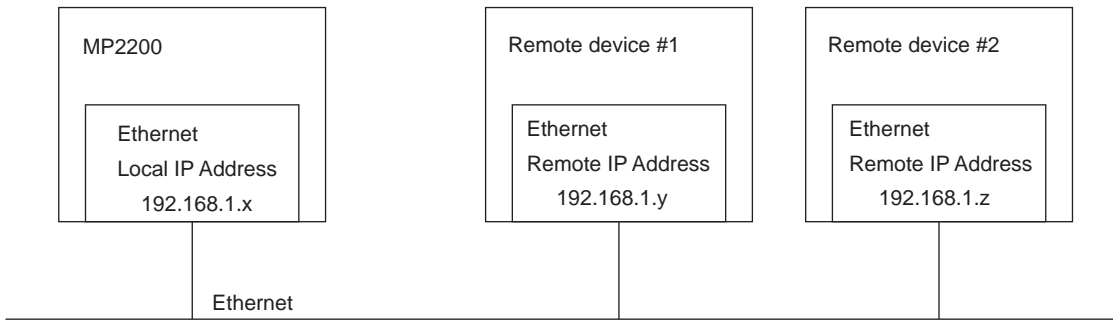 MP2200
Ethernet
Local IP Address
192.168.1.x
Remote device #1
Ethernet
Remote IP Address
192.168.1.y
Remote device #2
Ethernet
Remote IP Address
192.168.1.z
Ethernet